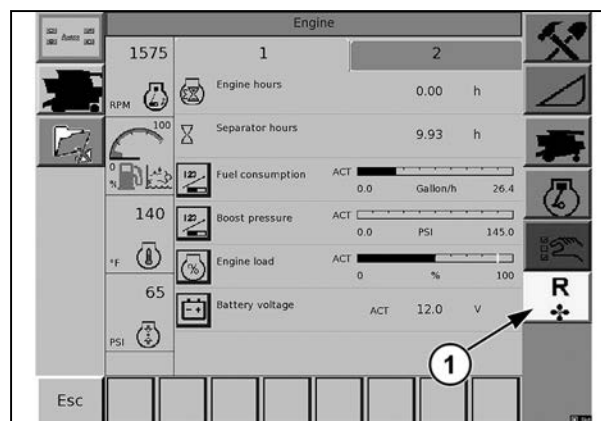 Engine
1575
RPM
1
2
Engine hours
0.00 h
Separator hours
9.93 h
100
0
%
Fuel consumption ACT
0.0 Gallon/h 26.4
140
°F
Boost pressure ACT
0.0 PSI 145.0
%
Engine load ACT
0 % 100
65
PSI
Battery voltage ACT 12.0 V
R
1
Esc